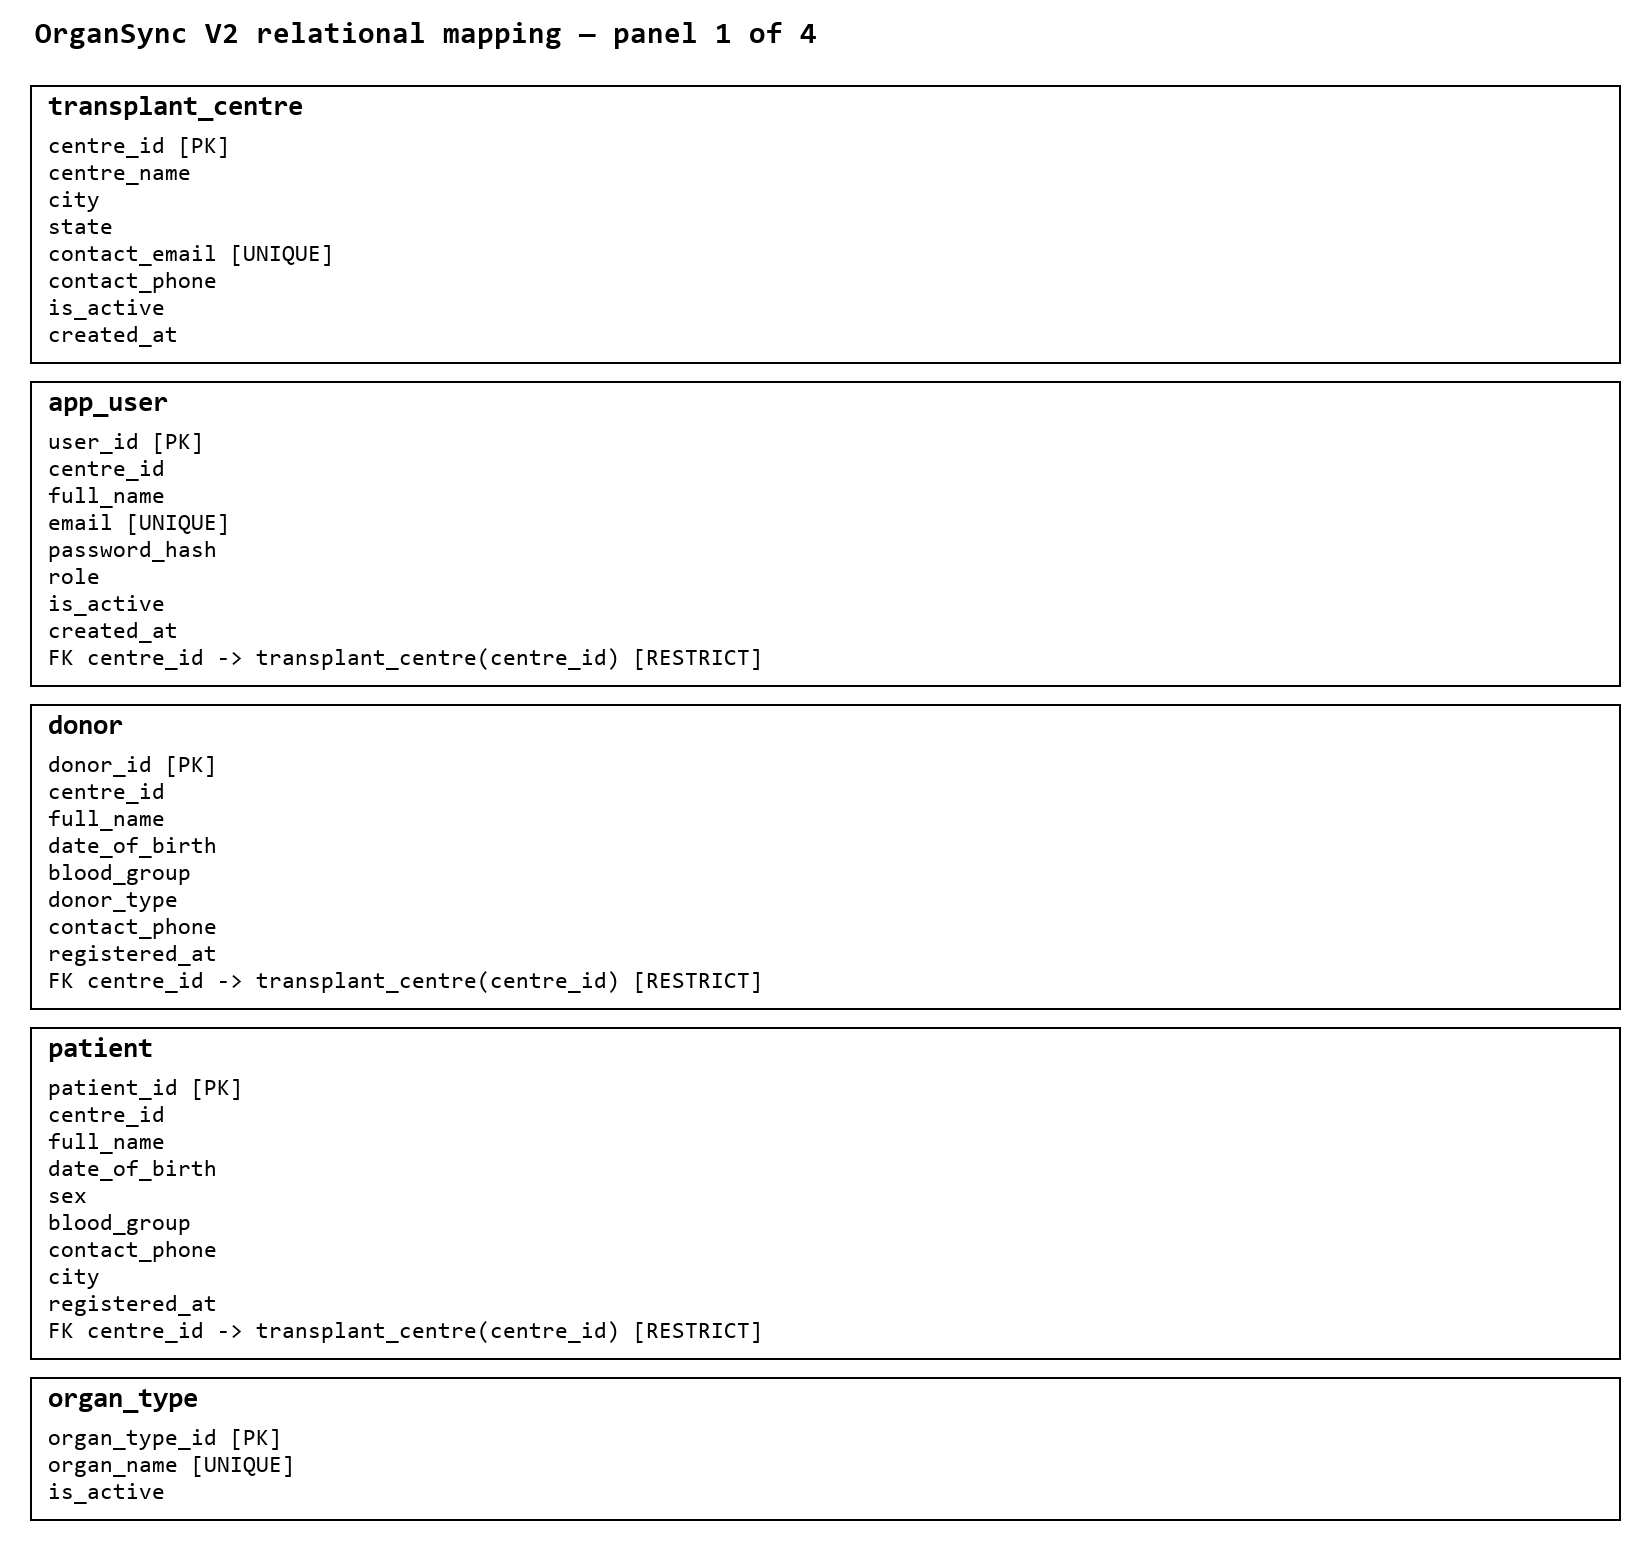 OrganSync V2 relational mapping — panel 1 of 4
transplant_centre
centre_id [PK]
centre_name
city
state
contact_email [UNIQUE]
contact_phone
is_active
created_at
app_user
user_id [PK]
centre_id
full_name
email [UNIQUE]
password_hash
role
is_active
created_at
FK centre_id -> transplant_centre(centre_id) [RESTRICT]
donor
donor_id [PK]
centre_id
full_name
date_of_birth
blood_group
donor_type
contact_phone
registered_at
FK centre_id -> transplant_centre(centre_id) [RESTRICT]
patient
patient_id [PK]
centre_id
full_name
date_of_birth
sex
blood_group
contact_phone
city
registered_at
FK centre_id -> transplant_centre(centre_id) [RESTRICT]
organ_type
organ_type_id [PK]
organ_name [UNIQUE]
is_active